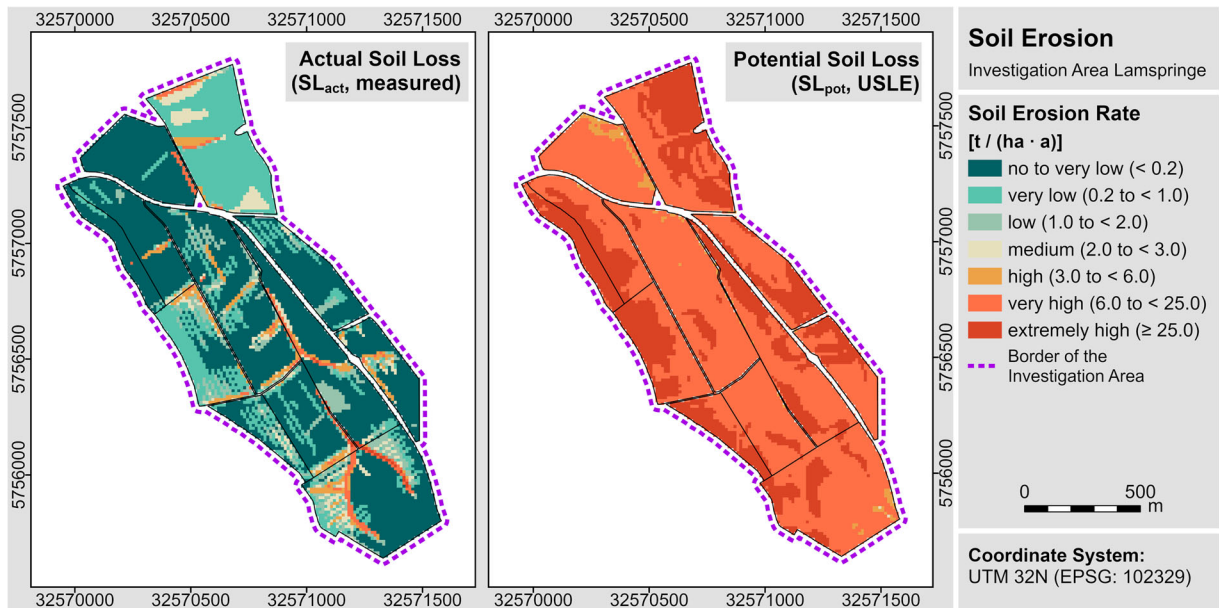 32570000 32570500 32571000 32571500
32570000 32570500 32571000 32571500
Actual Soil Loss
(SLact, measured)
Potential Soil Loss
(SLpot, USLE)
5757500
5757000
5756500
5756000
5757500
5757000
5756500
5756000
32570000 32570500 32571000 32571500
32570000 32570500 32571000 32571500
Soil Erosion
Investigation Area Lamspringe
Soil Erosion Rate
[t / (ha · a)]
no to very low (< 0.2)
very low (0.2 to < 1.0)
low (1.0 to < 2.0)
medium (2.0 to < 3.0)
high (3.0 to < 6.0)
very high (6.0 to < 25.0)
extremely high (≥ 25.0)
Border of the
Investigation Area
0 500
m
Coordinate System:
UTM 32N (EPSG: 102329)